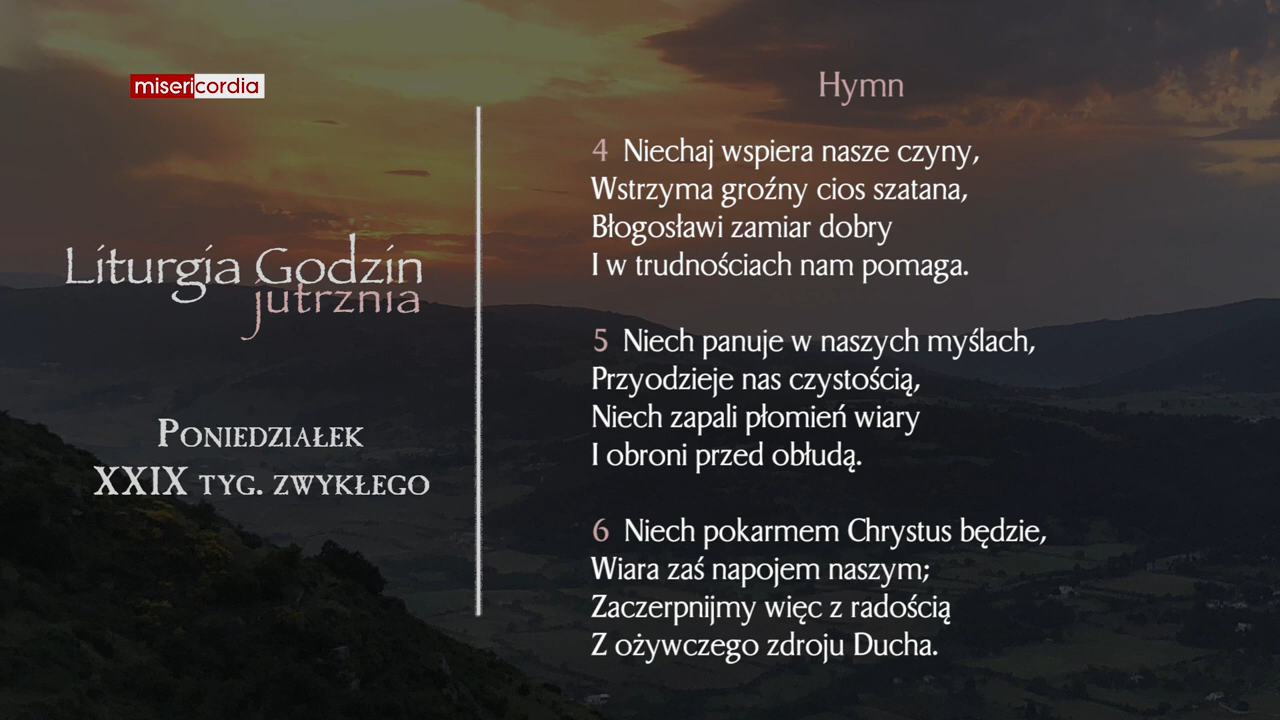 misericordia
Liturgia Godzin
jutrznia
Poniedziałek
XXIX tyg. zwykłego
Hymn
4 Niechaj wspiera nasze czyny,
Wstrzyma groźny cios szatana,
Błogosławi zamiar dobry
I w trudnościach nam pomaga.
5 Niech panuje w naszych myślach,
Przyodzieje nas czystością,
Niech zapali płomień wiary
I obroni przed obłudą.
6 Niech pokarmem Chrystus będzie,
Wiara zaś napojem naszym;
Zaczerpnijmy więc z radością
Z ożywczego zdroju Ducha.